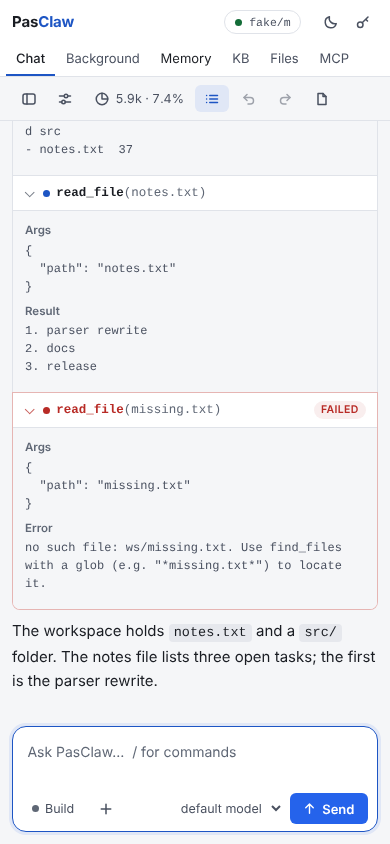 PasClaw
fake/m
Chat Background Memory KB Files MCP
5.9k · 7.4%
d src
- notes.txt  37
read_file(notes.txt)
Args
{
  "path": "notes.txt"
}
Result
1. parser rewrite
2. docs
3. release
read_file(missing.txt) FAILED
Args
{
  "path": "missing.txt"
}
Error
no such file: ws/missing.txt. Use find_files
with a glob (e.g. "*missing.txt*") to locate
it.
The workspace holds notes.txt and a src/
folder. The notes file lists three open tasks; the first
is the parser rewrite.
Ask PasClaw... / for commands
Build + default model Send